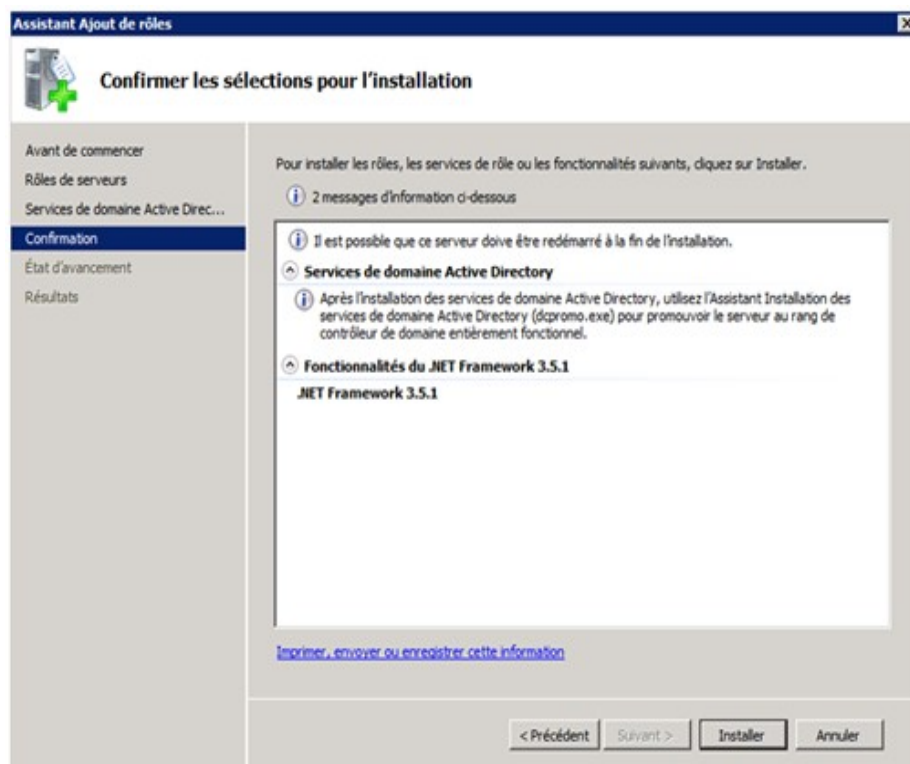 Assistant Ajout de rôles
Confirmer les sélections pour l'installation
Avant de commencer
Rôles de serveurs
Services de domaine Active Direc...
Confirmation
État d'avancement
Résultats
Pour installer les rôles, les services de rôle ou les fonctionnalités suivants, cliquez sur Installer.
2 messages d'information ci-dessous
Il est possible que ce serveur doive être redémarré à la fin de l'installation.
Services de domaine Active Directory
Après l'installation des services de domaine Active Directory, utilisez l'Assistant Installation des
services de domaine Active Directory (dcpromo.exe) pour promouvoir le serveur au rang de
contrôleur de domaine entièrement fonctionnel.
Fonctionnalités du .NET Framework 3.5.1
.NET Framework 3.5.1
Imprimer, envoyer ou enregistrer cette information
< Précédent
Suivant >
Installer
Annuler